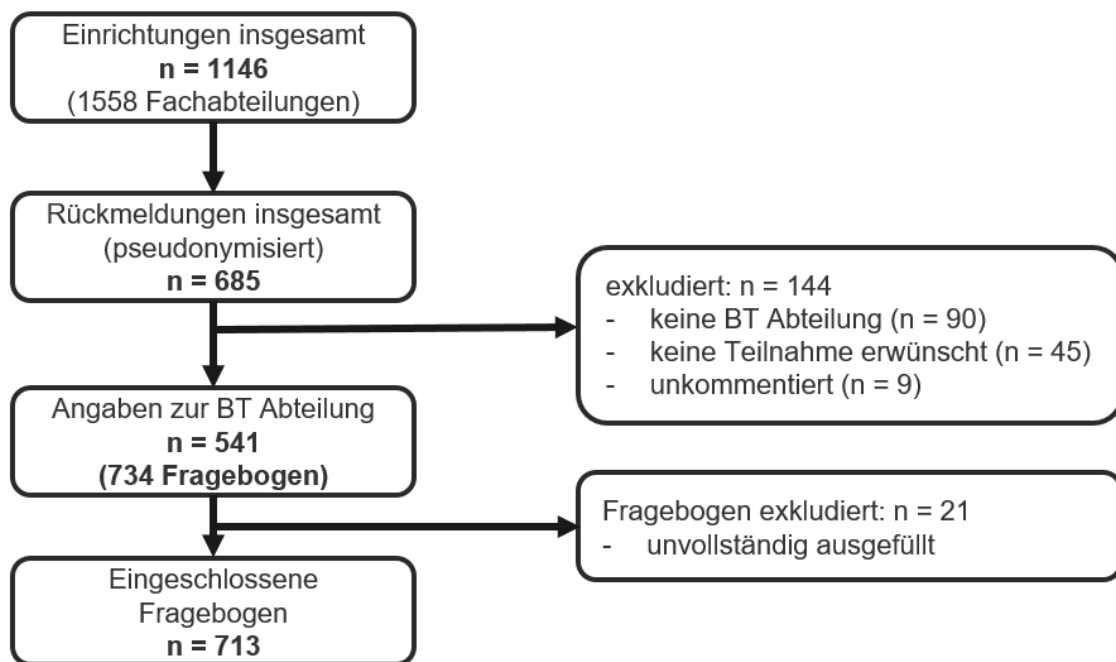 Einrichtungen insgesamt
n = 1146
(1558 Fachabteilungen)
Rückmeldungen insgesamt
(pseudonymisiert)
n = 685
exkludiert: n = 144
- keine BT Abteilung (n = 90)
- keine Teilnahme erwünscht (n = 45)
- unkommentiert (n = 9)
Angaben zur BT Abteilung
n = 541
(734 Fragebogen)
Fragebogen exkludiert: n = 21
- unvollständig ausgefüllt
Eingeschlossene
Fragebogen
n = 713